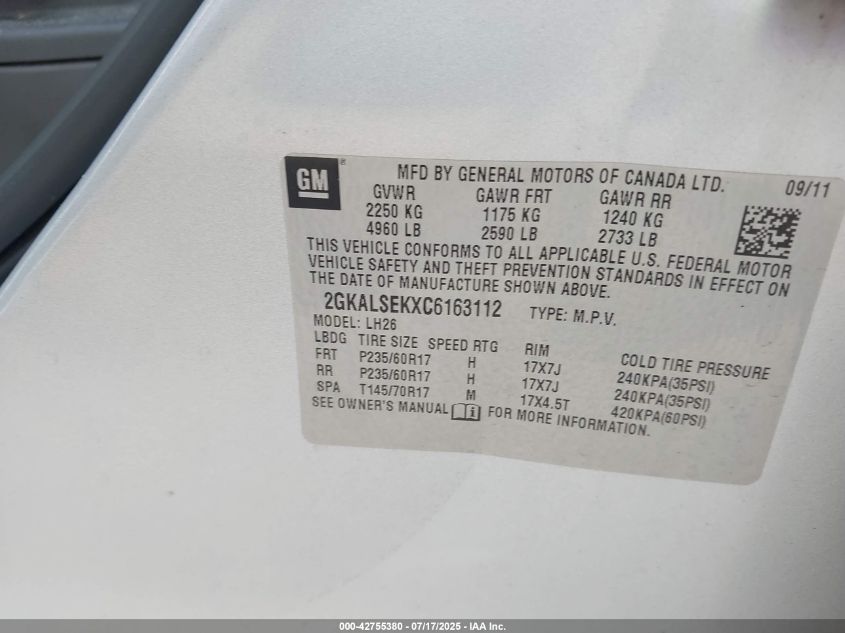 GM ® MFD BY GENERAL MOTORS OF CANADA LTD. 09/11
GVWR GAWR FRT GAWR RR
2250 KG 1175 KG 1240 KG
4960 LB 2590 LB 2733 LB
THIS VEHICLE CONFORMS TO ALL APPLICABLE U.S. FEDERAL MOTOR
VEHICLE SAFETY AND THEFT PREVENTION STANDARDS IN EFFECT ON
THE DATE OF MANUFACTURE SHOWN ABOVE.
2GKALSEKXC6163112 TYPE: M.P.V.
MODEL: LH26
LBDG TIRE SIZE SPEED RTG RIM COLD TIRE PRESSURE
FRT P235/60R17 H 17X7J 240KPA(35PSI)
RR P235/60R17 H 17X7J 240KPA(35PSI)
SPA T145/70R17 M 17X4.5T 420KPA(60PSI)
SEE OWNER'S MANUAL i FOR MORE INFORMATION.
000-42755380 - 07/17/2025 - IAA Inc.